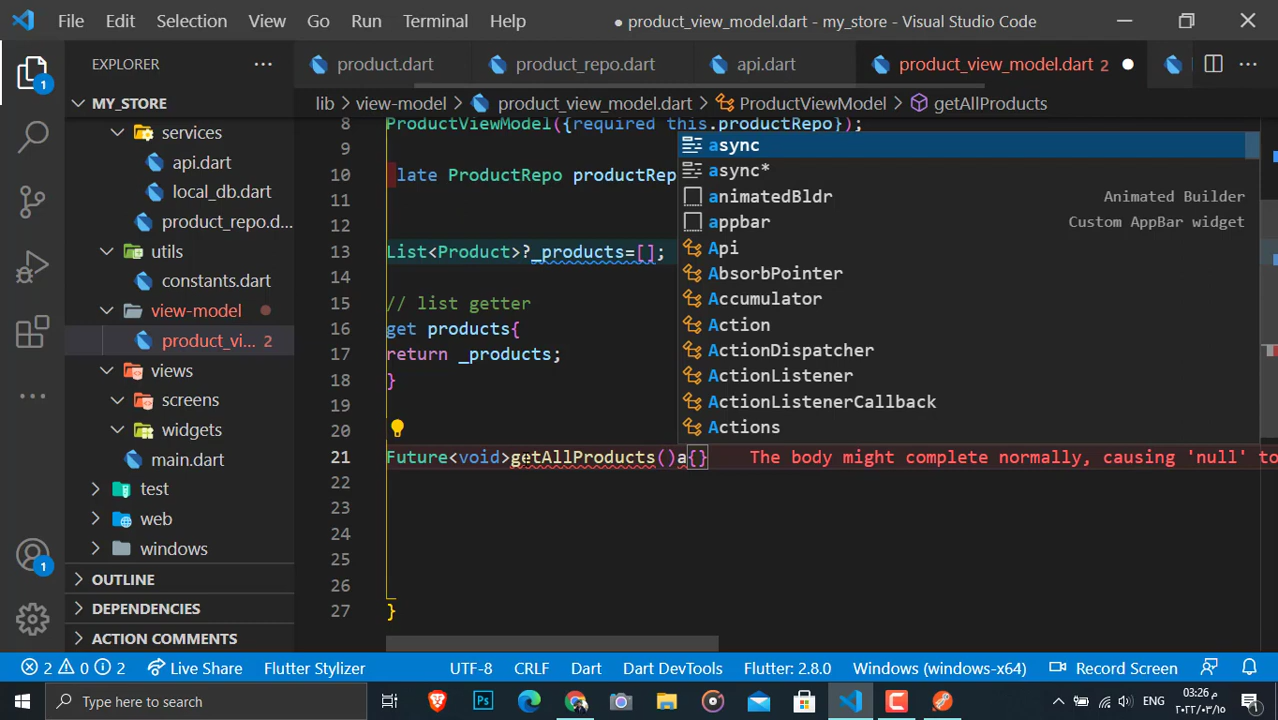 File Edit Selection View Go Run Terminal Help
● product_view_model.dart - my_store - Visual Studio Code
EXPLORER
product.dart
product_repo.dart
api.dart
product_view_model.dart 2 ●
1
lib > view-model > product_view_model.dart > ProductViewModel > getAllProducts
MY_STORE
services
api.dart
local_db.dart
product_repo.d...
utils
constants.dart
view-model
product_vi... 2
views
screens
widgets
main.dart
test
web
windows
OUTLINE
DEPENDENCIES
ACTION COMMENTS
1
8 ProductViewModel({required this.productRepo});
9
10 late ProductRepo productRep
11
12
13 List<Product>?_products=[];
14
15 // list getter
16 get products{
17 return _products;
18 }
19
20
21 Future<void>getAllProducts()a{} The body might complete normally, causing 'null' to
22
23
24
25
26
27 }
async
async*
animatedBldr Animated Builder
appbar Custom AppBar widget
Api
AbsorbPointer
Accumulator
Action
ActionDispatcher
ActionListener
ActionListenerCallback
Actions
2 0 2 Live Share Flutter Stylizer UTF-8 CRLF Dart Dart DevTools Flutter: 2.8.0 Windows (windows-x64) Record Screen
Type here to search
ENG
03:26 م
٢٠٢٢/٠٣/١٥